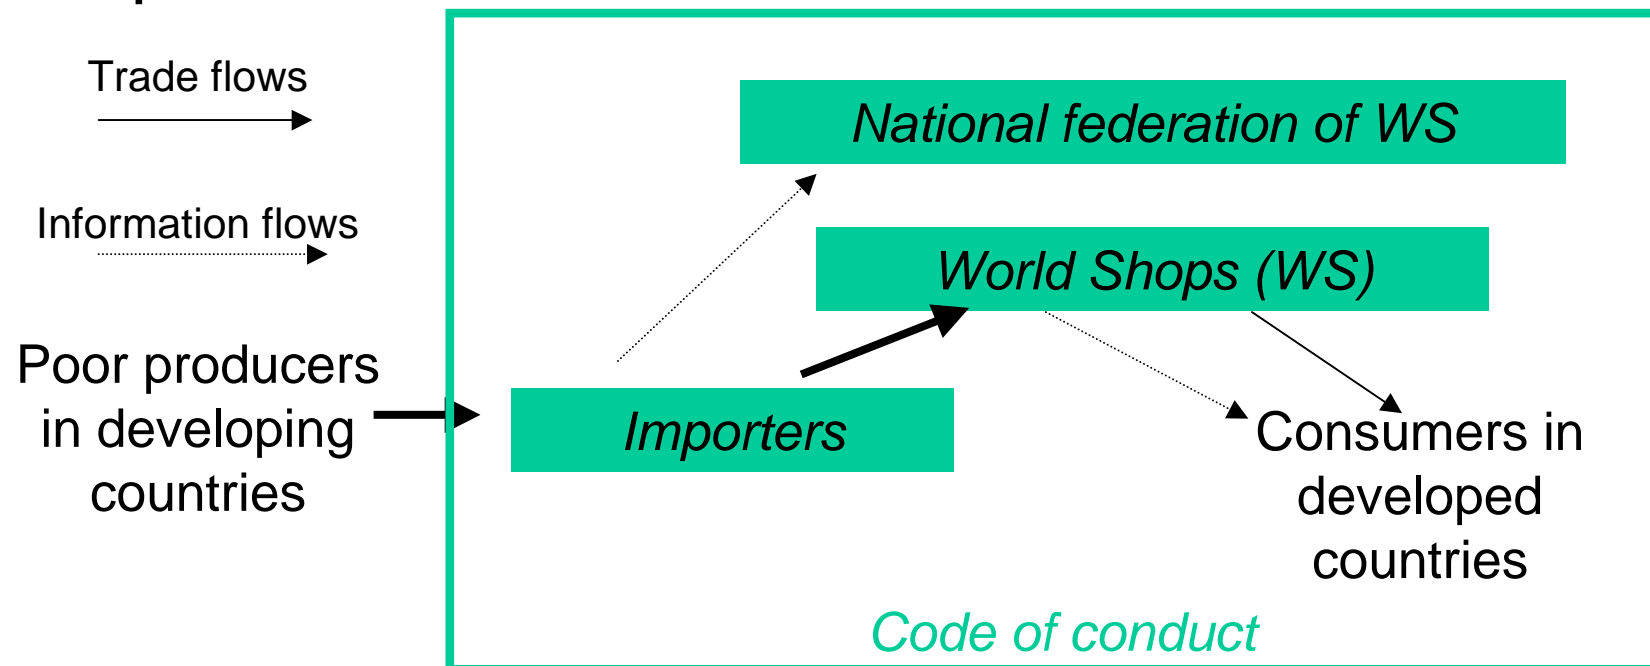 Trade flows
Information flows
Poor producers
in developing
countries
National federation of WS
World Shops (WS)
Importers
Consumers in
developed
countries
Code of conduct